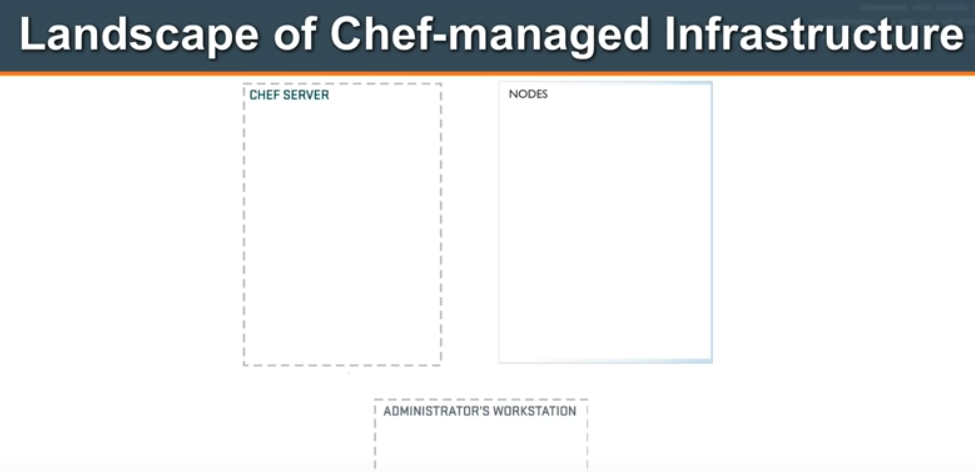 Landscape of Chef-managed Infrastructure
CHEF SERVER
NODES
ADMINISTRATOR'S WORKSTATION